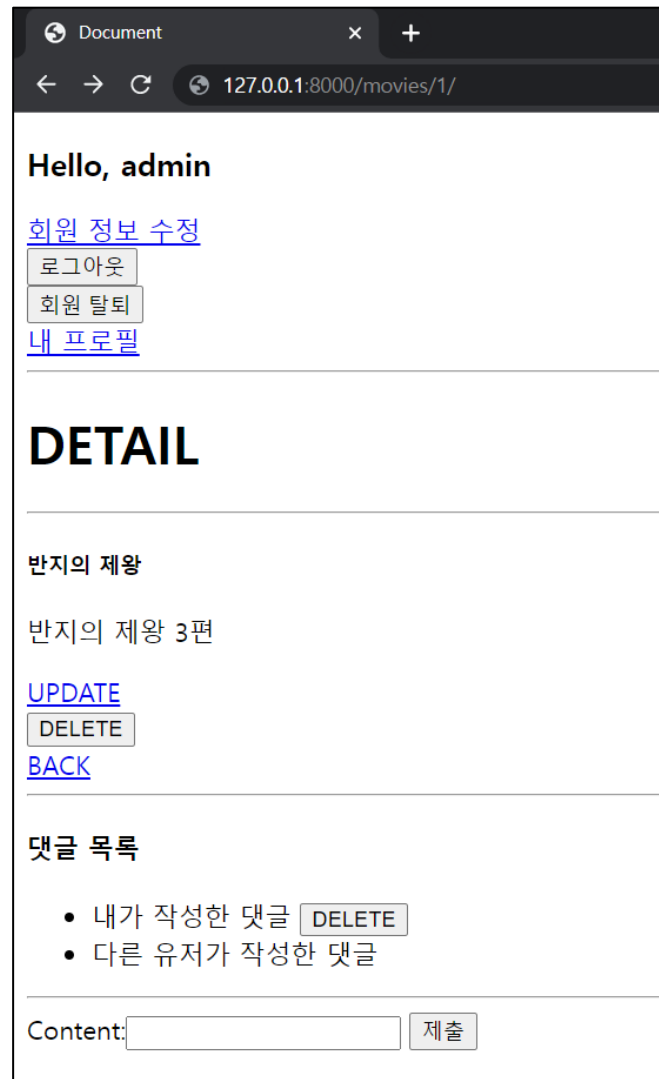 Document
127.0.0.1:8000/movies/1/
Hello, admin
회원 정보 수정
로그아웃
회원 탈퇴
내 프로필
DETAIL
반지의 제왕
반지의 제왕 3편
UPDATE
DELETE
BACK
댓글 목록
내가 작성한 댓글 DELETE
다른 유저가 작성한 댓글
Content: 제출